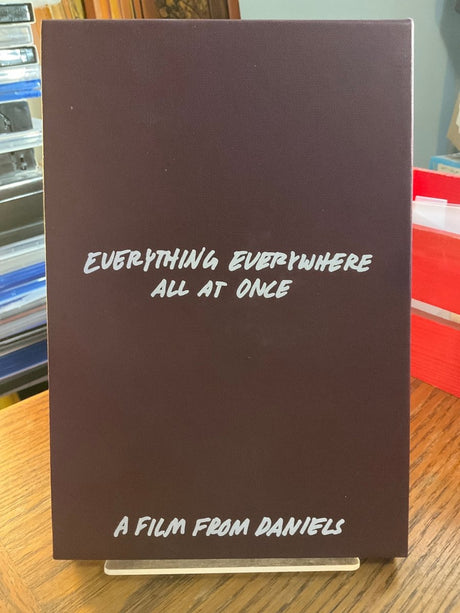 EVERYTHING EVERYWHERE
ALL AT ONCE
A FILM FROM DANIELS